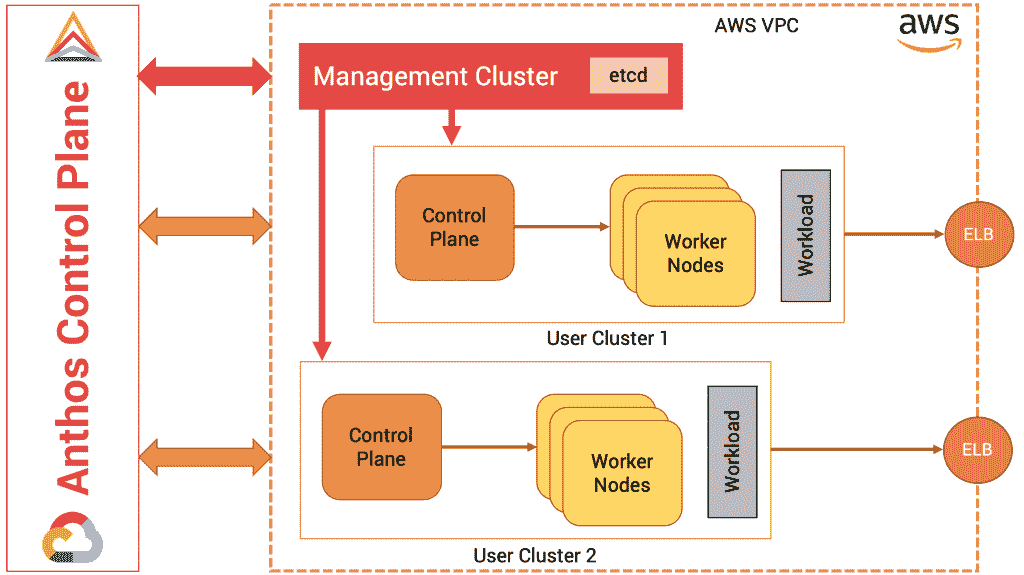 Anthos Control Plane
AWS VPC
aws
Management Cluster
etcd
Control
Plane
Worker
Nodes
Workload
ELB
User Cluster 1
Control
Plane
Worker
Nodes
Workload
ELB
User Cluster 2